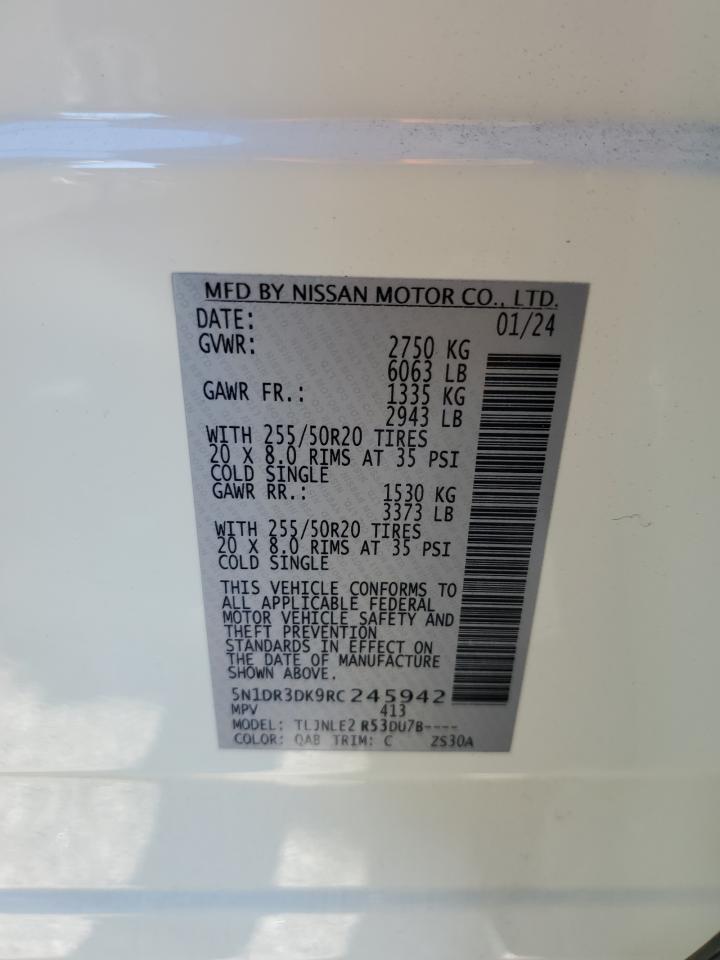 MFD BY NISSAN MOTOR CO., LTD.
DATE: 01/24
GVWR: 2750 KG
6063 LB
GAWR FR.: 1335 KG
2943 LB
WITH 255/50R20 TIRES
20 X 8.0 RIMS AT 35 PSI
COLD SINGLE
GAWR RR.: 1530 KG
3373 LB
WITH 255/50R20 TIRES
20 X 8.0 RIMS AT 35 PSI
COLD SINGLE
THIS VEHICLE CONFORMS TO
ALL APPLICABLE FEDERAL
MOTOR VEHICLE SAFETY AND
THEFT PREVENTION
STANDARDS IN EFFECT ON
THE DATE OF MANUFACTURE
SHOWN ABOVE.
5N1DR3DK9RC245942
MPV 413
MODEL: TLJNLE2 R53DU7B----
COLOR: QAB TRIM: C ZS30A